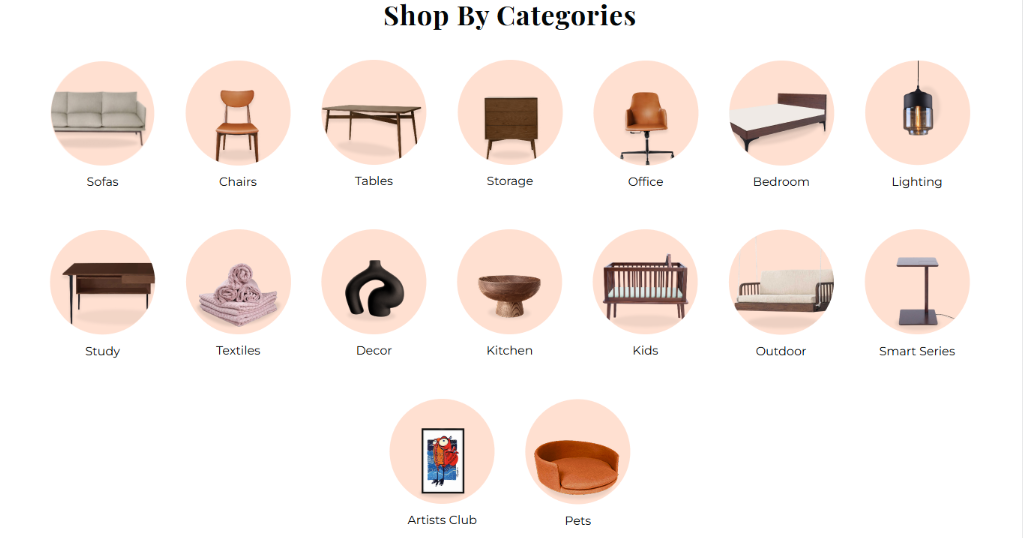 Shop By Categories
Sofas
Chairs
Tables
Storage
Office
Bedroom
Lighting
Study
Textiles
Decor
Kitchen
Kids
Outdoor
Smart Series
Artists Club
Pets